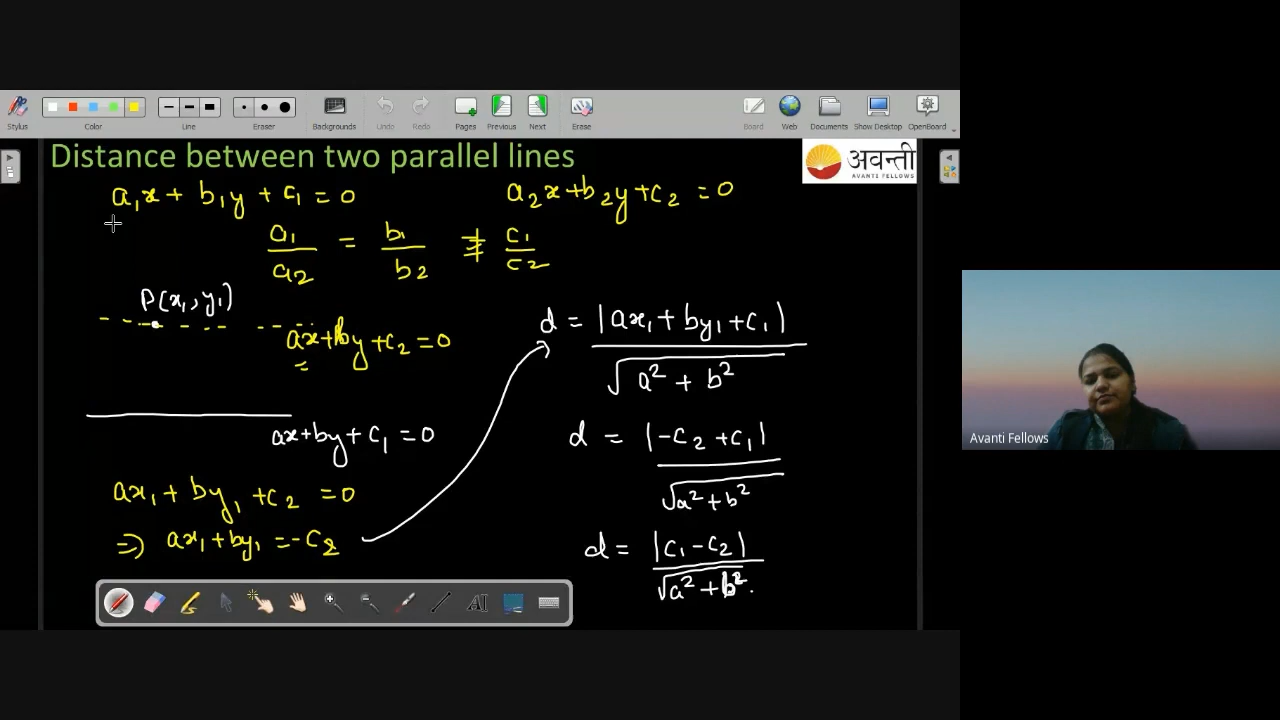 Stylus Color Line Eraser Backgrounds Undo Redo Pages Previous Next Erase Board Web Documents Show Desktop OpenBoard
Distance between two parallel lines
अवन्ती
AVANTI FELLOWS
a₁x + b₁y + c₁ = 0
a₂x+b₂y+c₂ = 0
a₁/a₂ = b₁/b₂ ≠ c₁/c₂
P(x₁, y₁)
ax+by+c₂ = 0
ax+by+c₁ = 0
ax₁ + by₁ +c₂ = 0
=> ax₁+by₁ = -c₂
d = |ax₁ + by₁ +c₁| / √(a² + b²)
d = |-c₂ +c₁| / √(a²+b²)
d = |c₁-c₂| / √(a²+b²).
Avanti Fellows